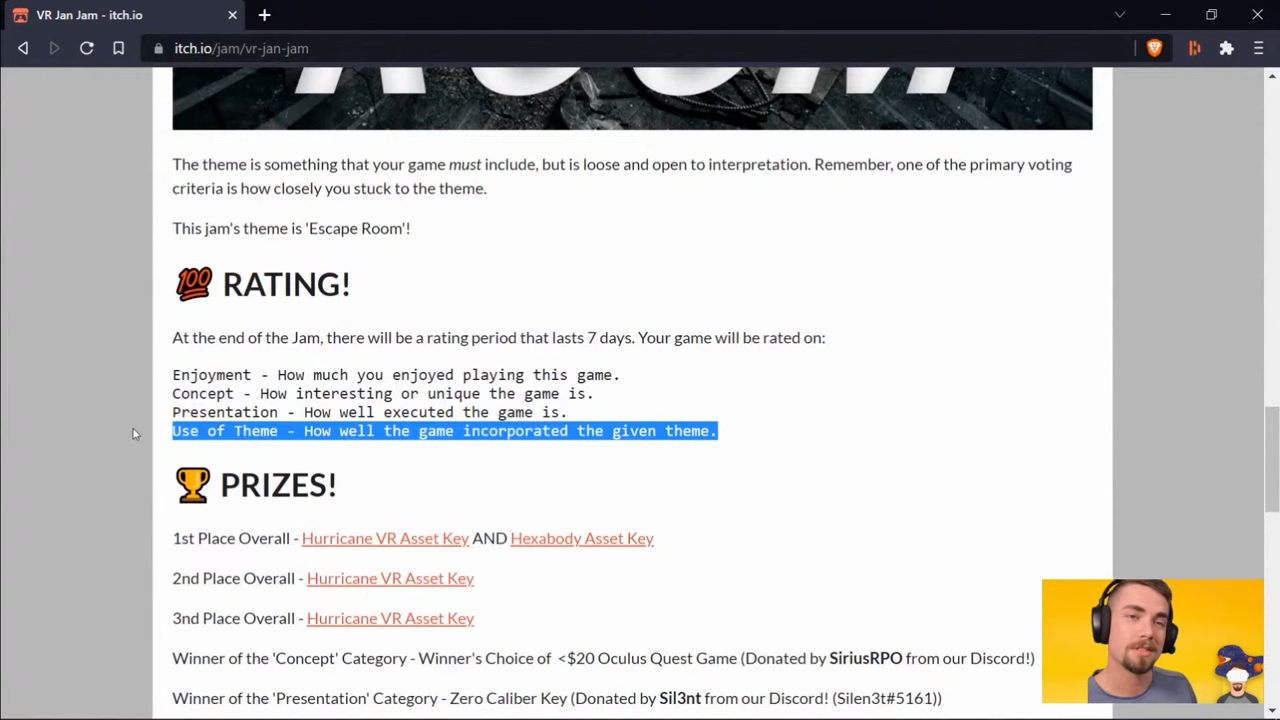 VR Jan Jam - itch.io
itch.io/jam/vr-jan-jam
ROOM
The theme is something that your game must include, but is loose and open to interpretation. Remember, one of the primary voting
criteria is how closely you stuck to the theme.
This jam's theme is 'Escape Room'!
100 RATING!
At the end of the Jam, there will be a rating period that lasts 7 days. Your game will be rated on:
Enjoyment - How much you enjoyed playing this game.
Concept - How interesting or unique the game is.
Presentation - How well executed the game is.
Use of Theme - How well the game incorporated the given theme.
PRIZES!
1st Place Overall - Hurricane VR Asset Key AND Hexabody Asset Key
2nd Place Overall - Hurricane VR Asset Key
3nd Place Overall - Hurricane VR Asset Key
Winner of the 'Concept' Category - Winner's Choice of <$20 Oculus Quest Game (Donated by SiriusRPO from our Discord!)
Winner of the 'Presentation' Category - Zero Caliber Key (Donated by Sil3nt from our Discord! (Silen3t#5161))